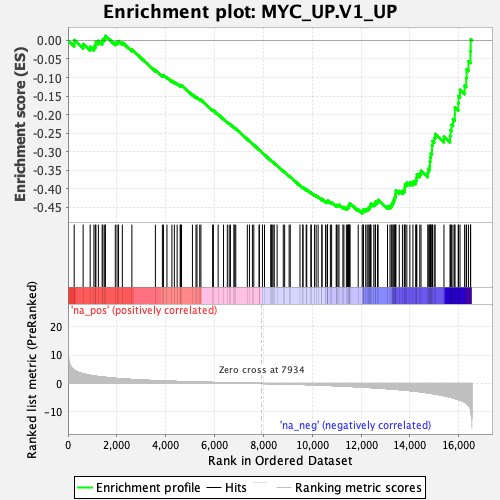 Enrichment plot: MYC_UP.V1_UP
Enrichment score (ES)
0.00
-0.05
-0.10
-0.15
-0.20
-0.25
-0.30
-0.35
-0.40
-0.45
Ranked list metric (PreRanked)
'na_pos' (positively correlated)
20
10
0
-10
Zero cross at 7934
'na_neg' (negatively correlated)
0
2,000
4,000
6,000
8,000
10,000
12,000
14,000
16,000
Rank in Ordered Dataset
Enrichment profile
Hits
Ranking metric scores